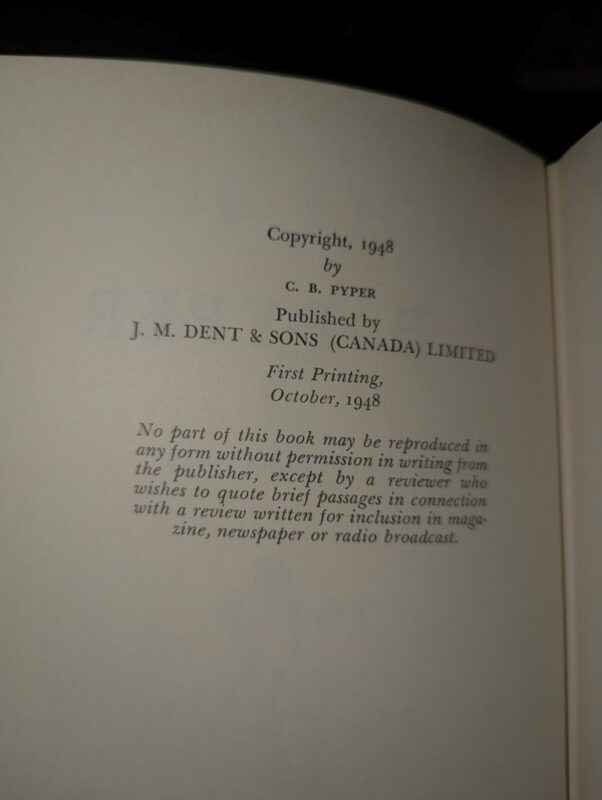 Copyright, 1948
by
C. B. PYPER
Published by
J. M. DENT & SONS (CANADA) LIMITED
First Printing,
October, 1948
No part of this book may be reproduced in
any form without permission in writing from
the publisher, except by a reviewer who
wishes to quote brief passages in connection
with a review written for inclusion in maga-
zine, newspaper or radio broadcast.